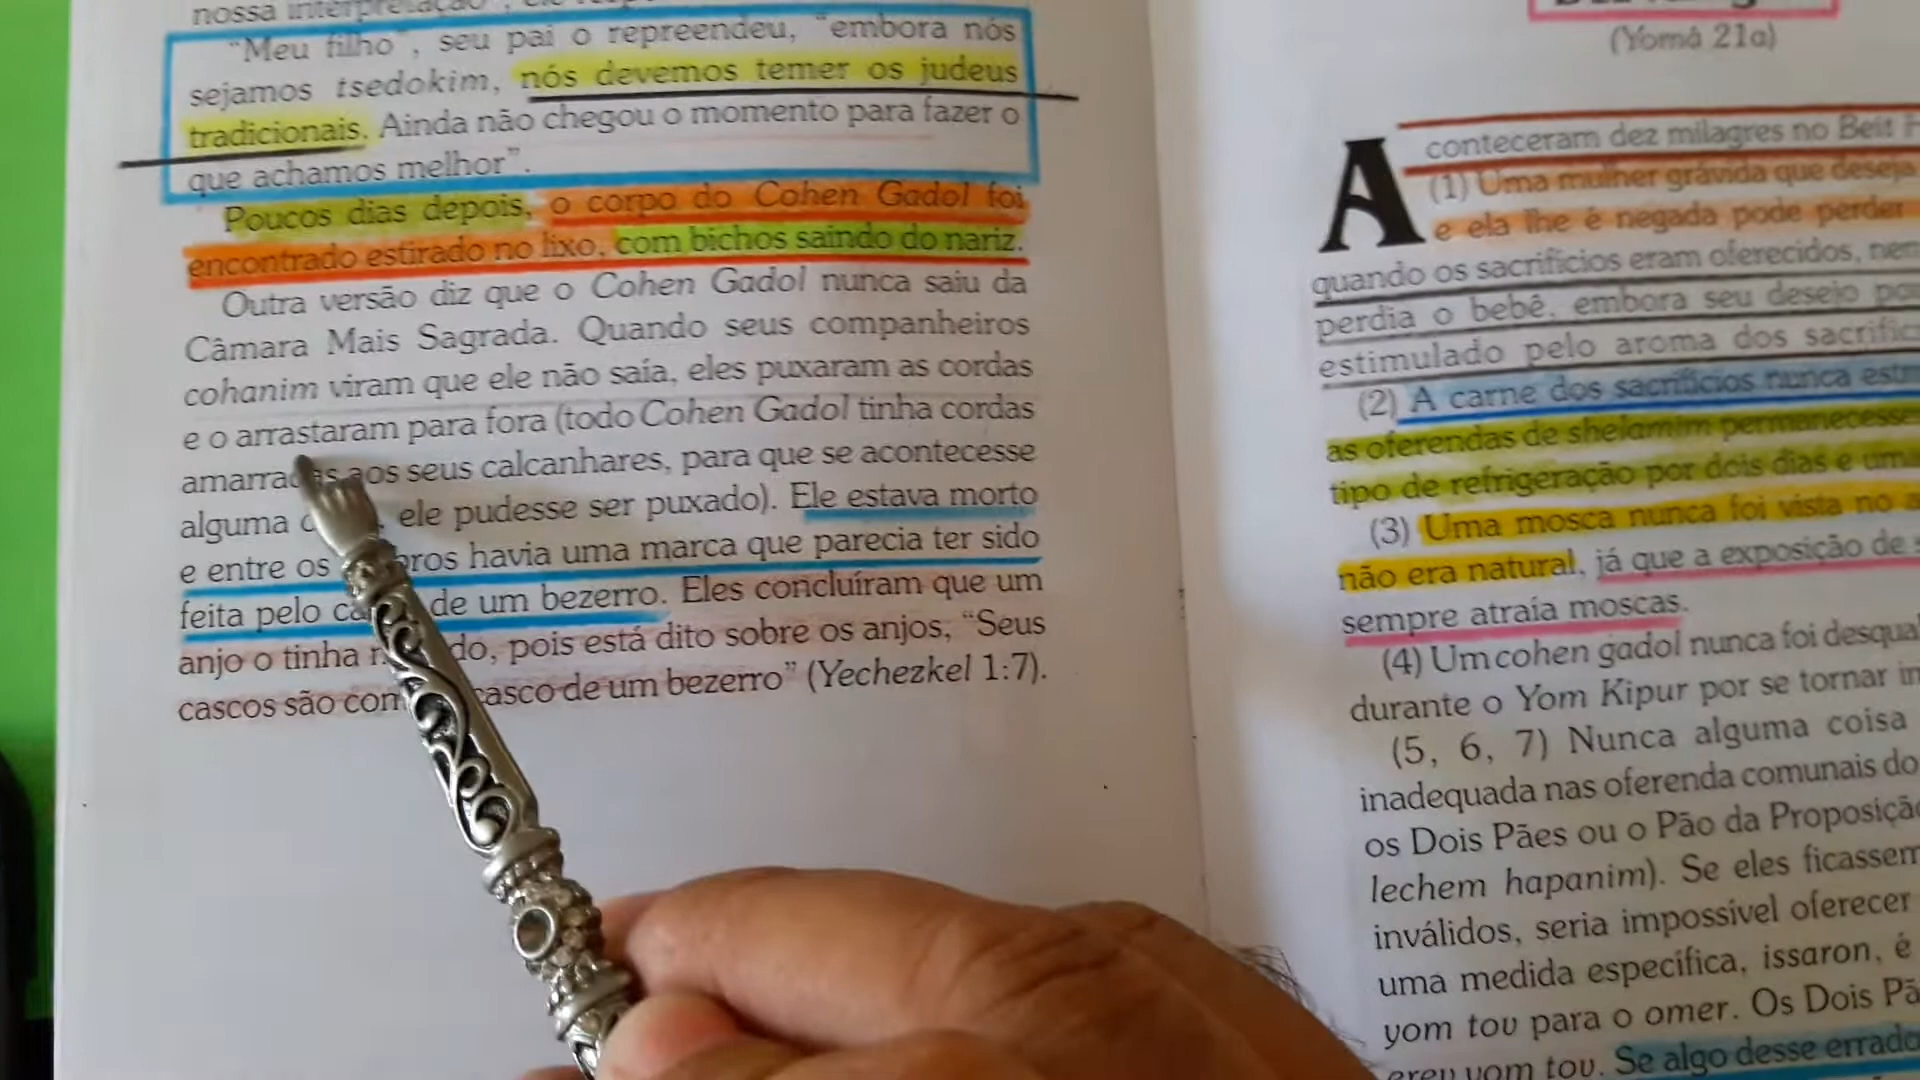 nossa interpretação",
"Meu filho", seu pai o repreendeu, "embora nós
sejamos tsedokim, nós devemos temer os judeus
tradicionais. Ainda não chegou o momento para fazer o
que achamos melhor".
Poucos dias depois, o corpo do Cohen Gadol foi
encontrado estirado no lixo, com bichos saindo do nariz.
Outra versão diz que o Cohen Gadol nunca saiu da
Câmara Mais Sagrada. Quando seus companheiros
cohanim viram que ele não saía, eles puxaram as cordas
e o arrastaram para fora (todo Cohen Gadol tinha cordas
amarradas aos seus calcanhares, para que se acontecesse
alguma ele pudesse ser puxado). Ele estava morto
e entre os havia uma marca que parecia ter sido
feita pelo de um bezerro. Eles concluíram que um
anjo o tinha pois está dito sobre os anjos, "Seus
cascos são casco de um bezerro" (Yechezkel 1:7).
(Yomá 21a)
Aconteceram dez milagres no Beit
(1) Uma mulher grávida que deseja
e ela lhe é negada pode perder
quando os sacrifícios eram oferecidos,
perdia o bebê, embora seu desejo
estimulado pelo aroma dos
(2) A carne dos sacrifícios nunca
as oferendas de shelamim
tipo de refrigeração por dois dias e uma
(3) Uma mosca nunca foi vista no
não era natural, já que a exposição de
sempre atraía moscas.
(4) Um cohen gadol nunca foi
durante o Yom Kipur por se tornar
(5, 6, 7) Nunca alguma coisa
inadequada nas oferenda comunais do
os Dois Pães ou o Pão da Proposição
lechem hapanim). Se eles ficassem
inválidos, seria impossível oferecer
uma medida específica, issaron, é
yom tov para o omer. Os Dois
erev yom tov. Se algo desse errado